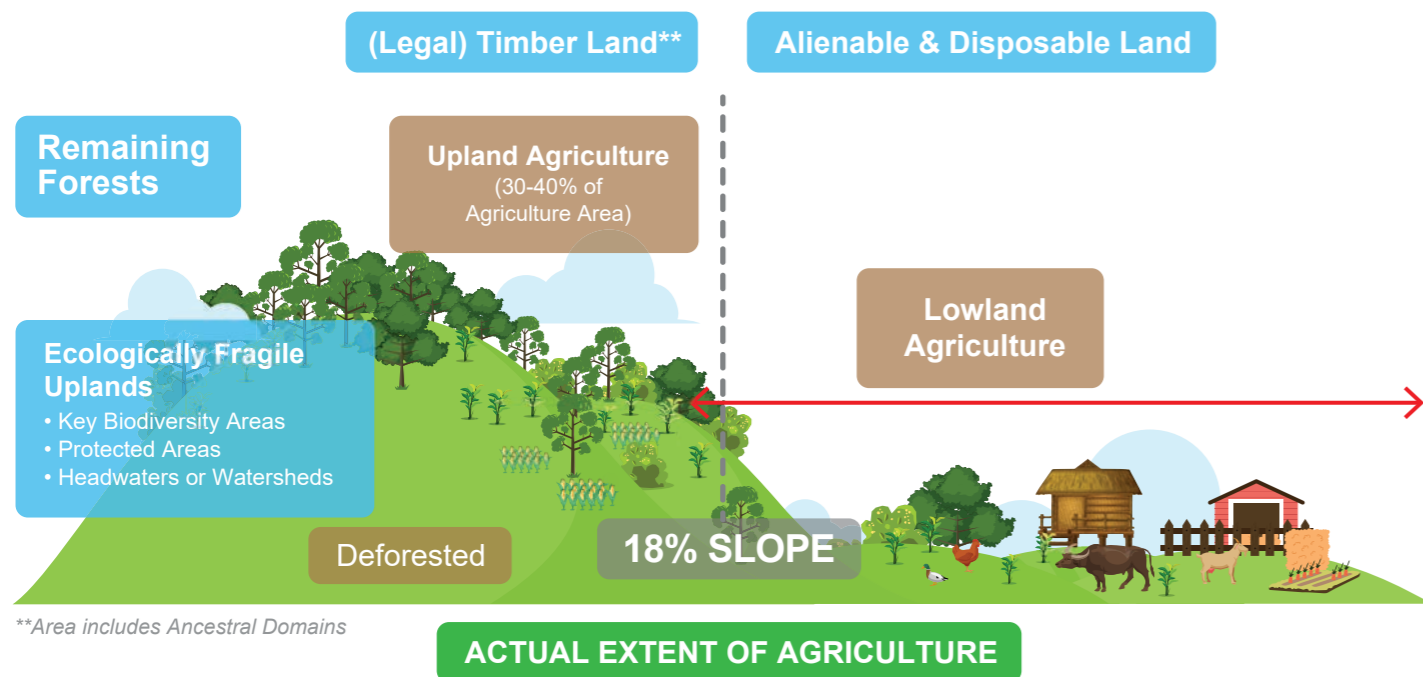 (Legal) Timber Land**
Alienable & Disposable Land
Remaining
Forests
Upland Agriculture
(30-40% of
Agriculture Area)
Lowland
Agriculture
Ecologically Fragile
Uplands
• Key Biodiversity Areas
• Protected Areas
• Headwaters or Watersheds
Deforested
18% SLOPE
**Area includes Ancestral Domains
ACTUAL EXTENT OF AGRICULTURE